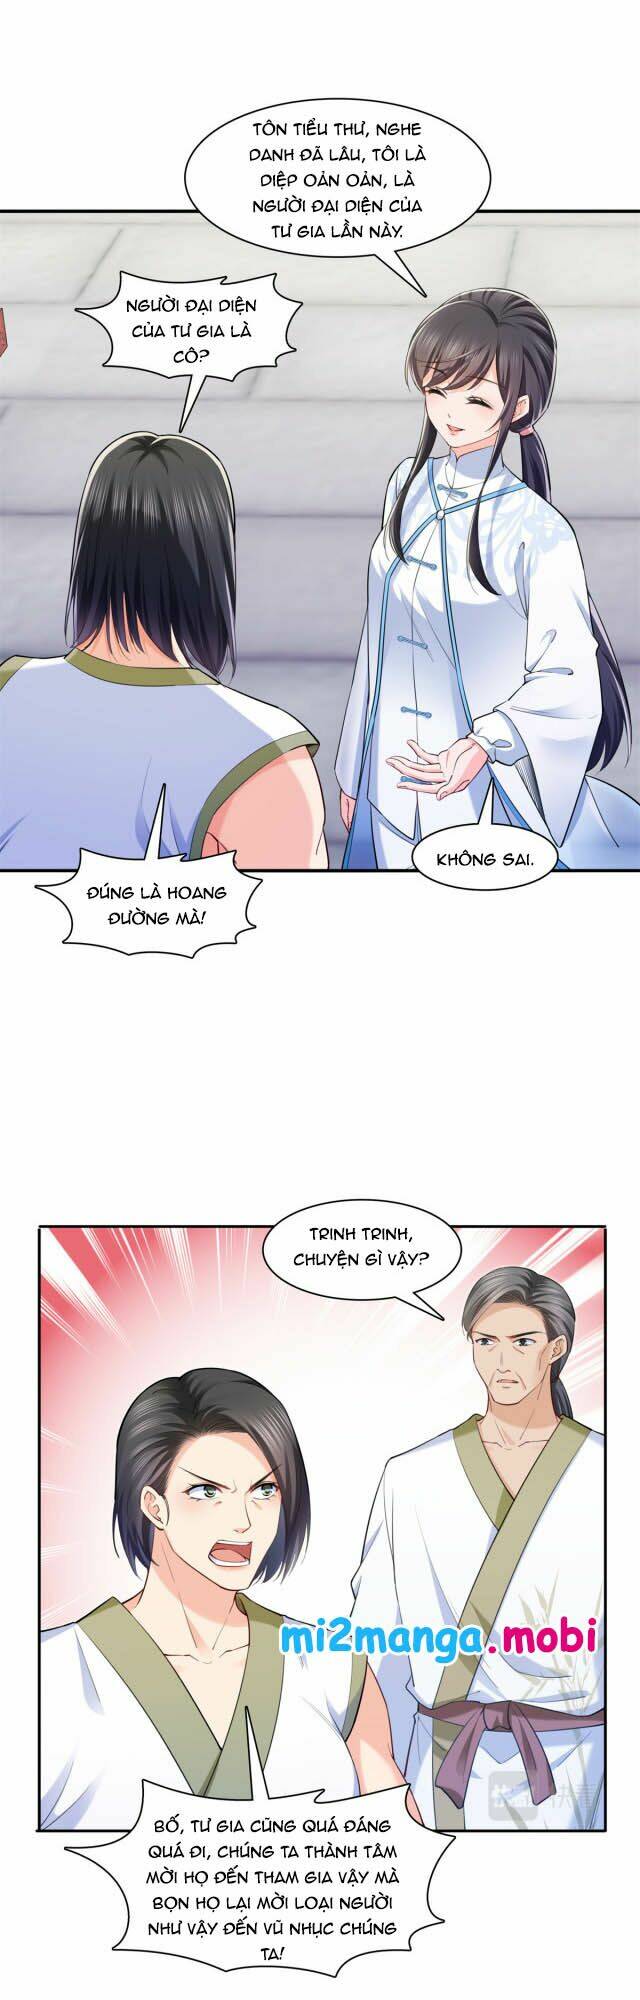 TÔN TIỂU THƯ, NGHE
DANH ĐÃ LÂU, TÔI LÀ
DIỆP OẢN OẢN, LÀ
NGƯỜI ĐẠI DIỆN CỦA
TƯ GIA LẦN NÀY.
NGƯỜI ĐẠI DIỆN
CỦA TƯ GIA LÀ
CÔ?
KHÔNG SAI.
ĐÚNG LÀ HOANG
ĐƯỜNG MÀ!
TRINH TRINH,
CHUYỆN GÌ VẬY?
mi2manga.mobi
BỐ, TƯ GIA CŨNG QUÁ ĐÁNG
QUÁ ĐI, CHÚNG TA THÀNH TÂM
MỜI HỌ ĐẾN THAM GIA VẬY MÀ
BỌN HỌ LẠI MỜI LOẠI NGƯỜI
NHƯ VẬY ĐẾN VŨ NHỤC CHÚNG
TA!